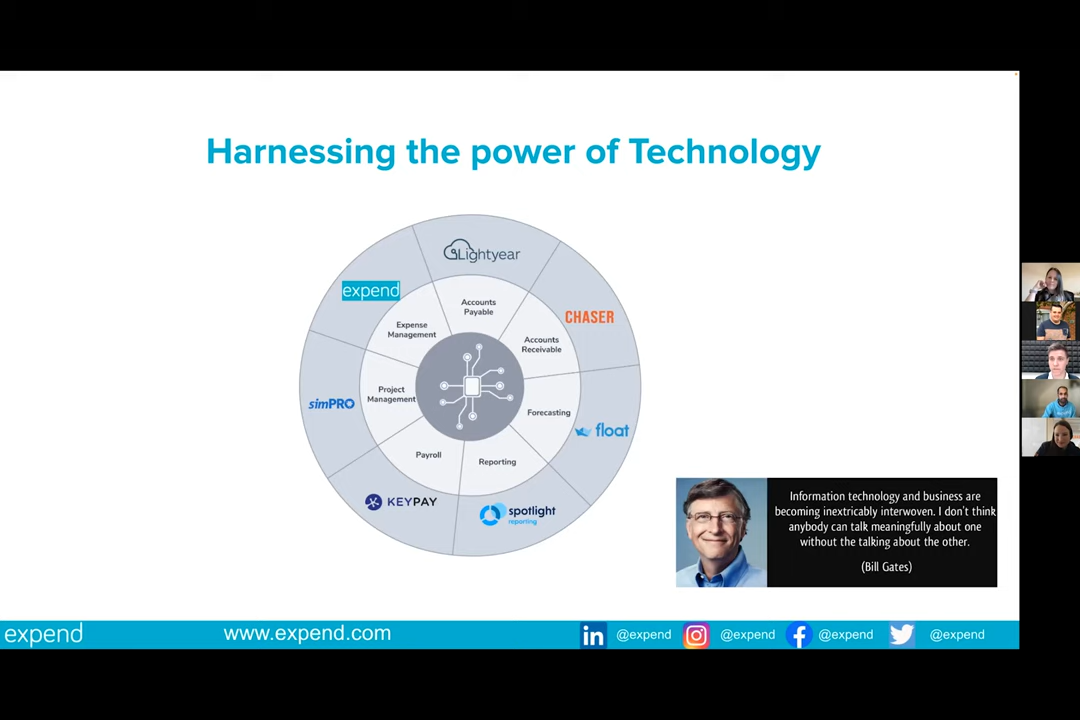 Harnessing the power of Technology
Lightyear
expend
CHASER
Accounts
Payable
Expense
Management
Accounts
Receivable
Project
Management
simPRO
Forecasting
float
Payroll
Reporting
KEYPAY
spotlight
reporting
Information technology and business are
becoming inextricably interwoven. I don't think
anybody can talk meaningfully about one
without the talking about the other.
(Bill Gates)
expend
www.expend.com
in
@expend
@expend
f
@expend
@expend